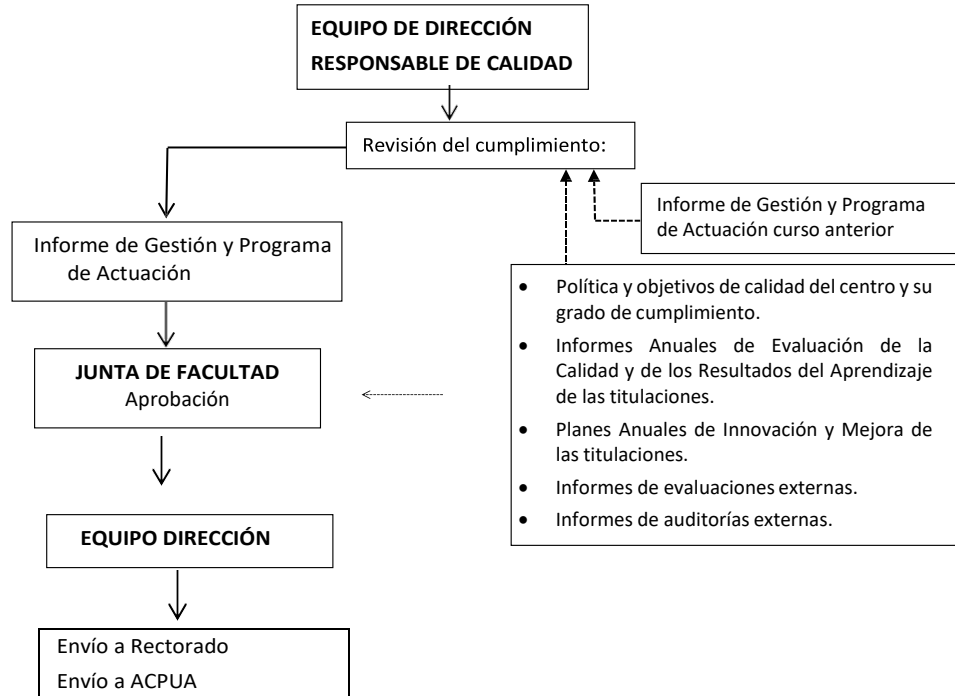 EQUIPO DE DIRECCIÓN
RESPONSABLE DE CALIDAD
Revisión del cumplimiento:
Informe de Gestión y Programa
de Actuación curso anterior
Informe de Gestión y Programa
de Actuación
• Política y objetivos de calidad del centro y su
grado de cumplimiento.
• Informes Anuales de Evaluación de la
Calidad y de los Resultados del Aprendizaje
de las titulaciones.
• Planes Anuales de Innovación y Mejora de
las titulaciones.
• Informes de evaluaciones externas.
• Informes de auditorías externas.
JUNTA DE FACULTAD
Aprobación
EQUIPO DIRECCIÓN
Envío a Rectorado
Envío a ACPUA